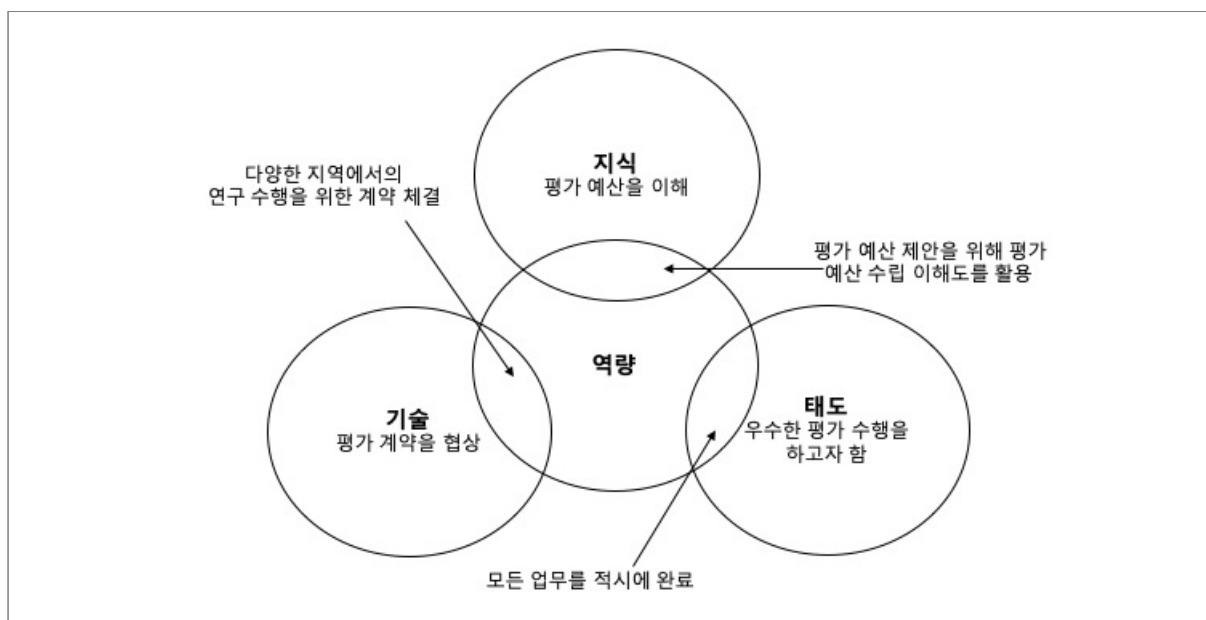 지식
평가 예산을 이해
다양한 지역에서의
연구 수행을 위한 계약 체결
평가 예산 제안을 위해 평가
예산 수립 이해도를 활용
역량
기술
평가 계약을 협상
태도
우수한 평가 수행을
하고자 함
모든 업무를 적시에 완료